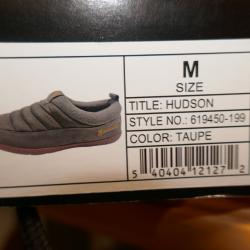 M
SIZE
TITLE: HUDSON
STYLE NO.: 619450-199
COLOR: TAUPE
5 40404 12127 2